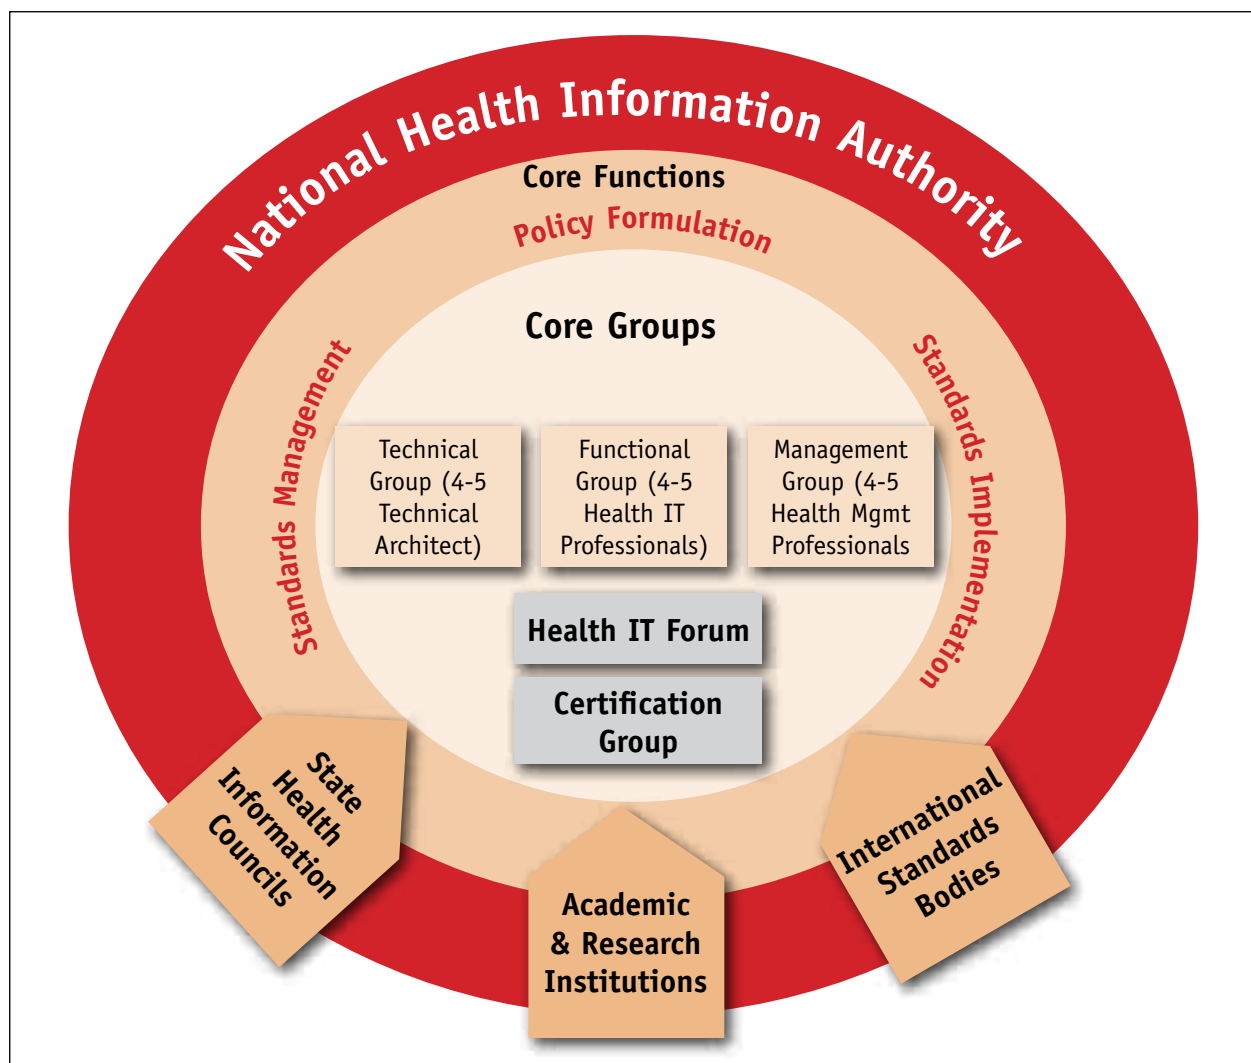 National Health Information Authority
Core Functions
Policy Formulation
Standards Management
Standards Implementation
Core Groups
Technical
Group (4-5
Technical
Architect)
Functional
Group (4-5
Health IT
Professionals)
Management
Group (4-5
Health Mgmt
Professionals
Health IT Forum
Certification
Group
State
Health
Information
Councils
Academic
& Research
Institutions
International
Standards
Bodies